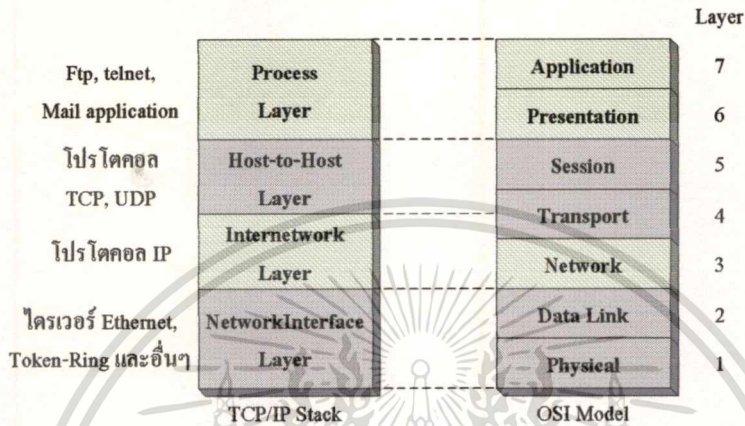 Layer
Ftp, telnet,
Mail application
โปรโตคอล
TCP, UDP
โปรโตคอล IP
ไดรเวอร์ Ethernet,
Token-Ring และอื่นๆ
Process
Layer
Host-to-Host
Layer
Internetwork
Layer
NetworkInterface
Layer
TCP/IP Stack
Application 7
Presentation 6
Session 5
Transport 4
Network 3
Data Link 2
Physical 1
OSI Model